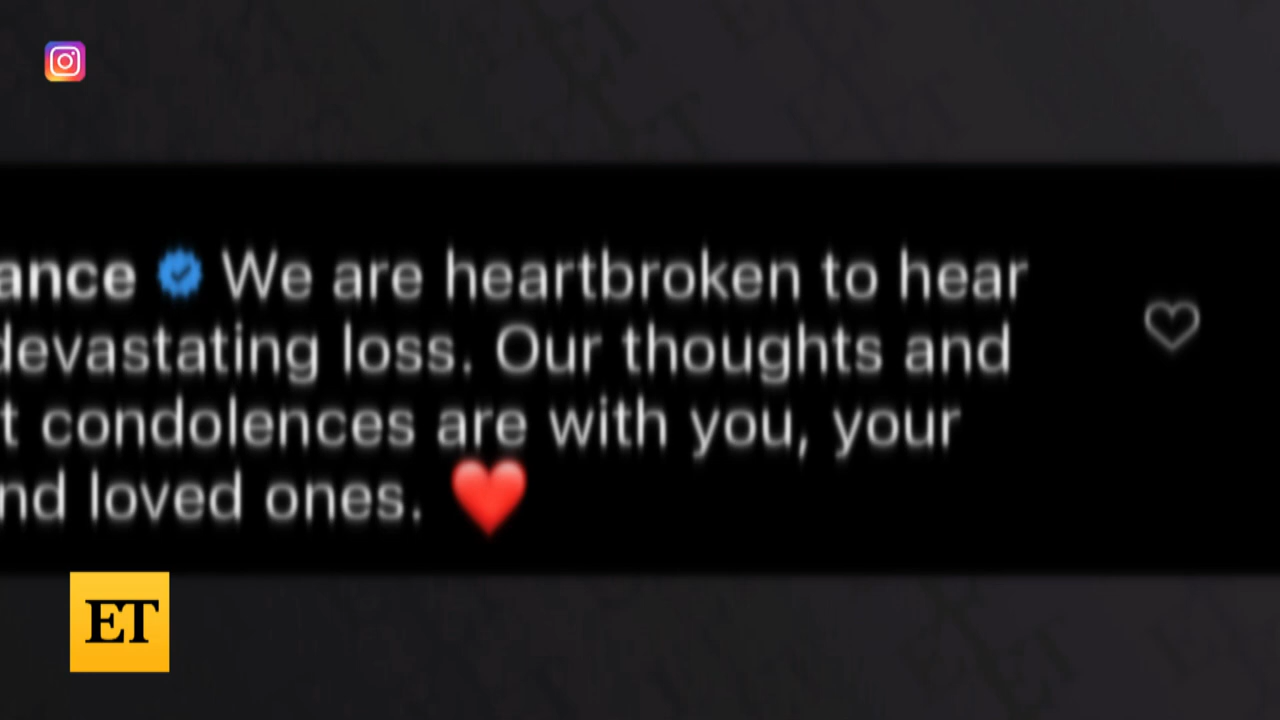 ance We are heartbroken to hear
devastating loss. Our thoughts and
t condolences are with you, your
nd loved ones. ❤️
ET